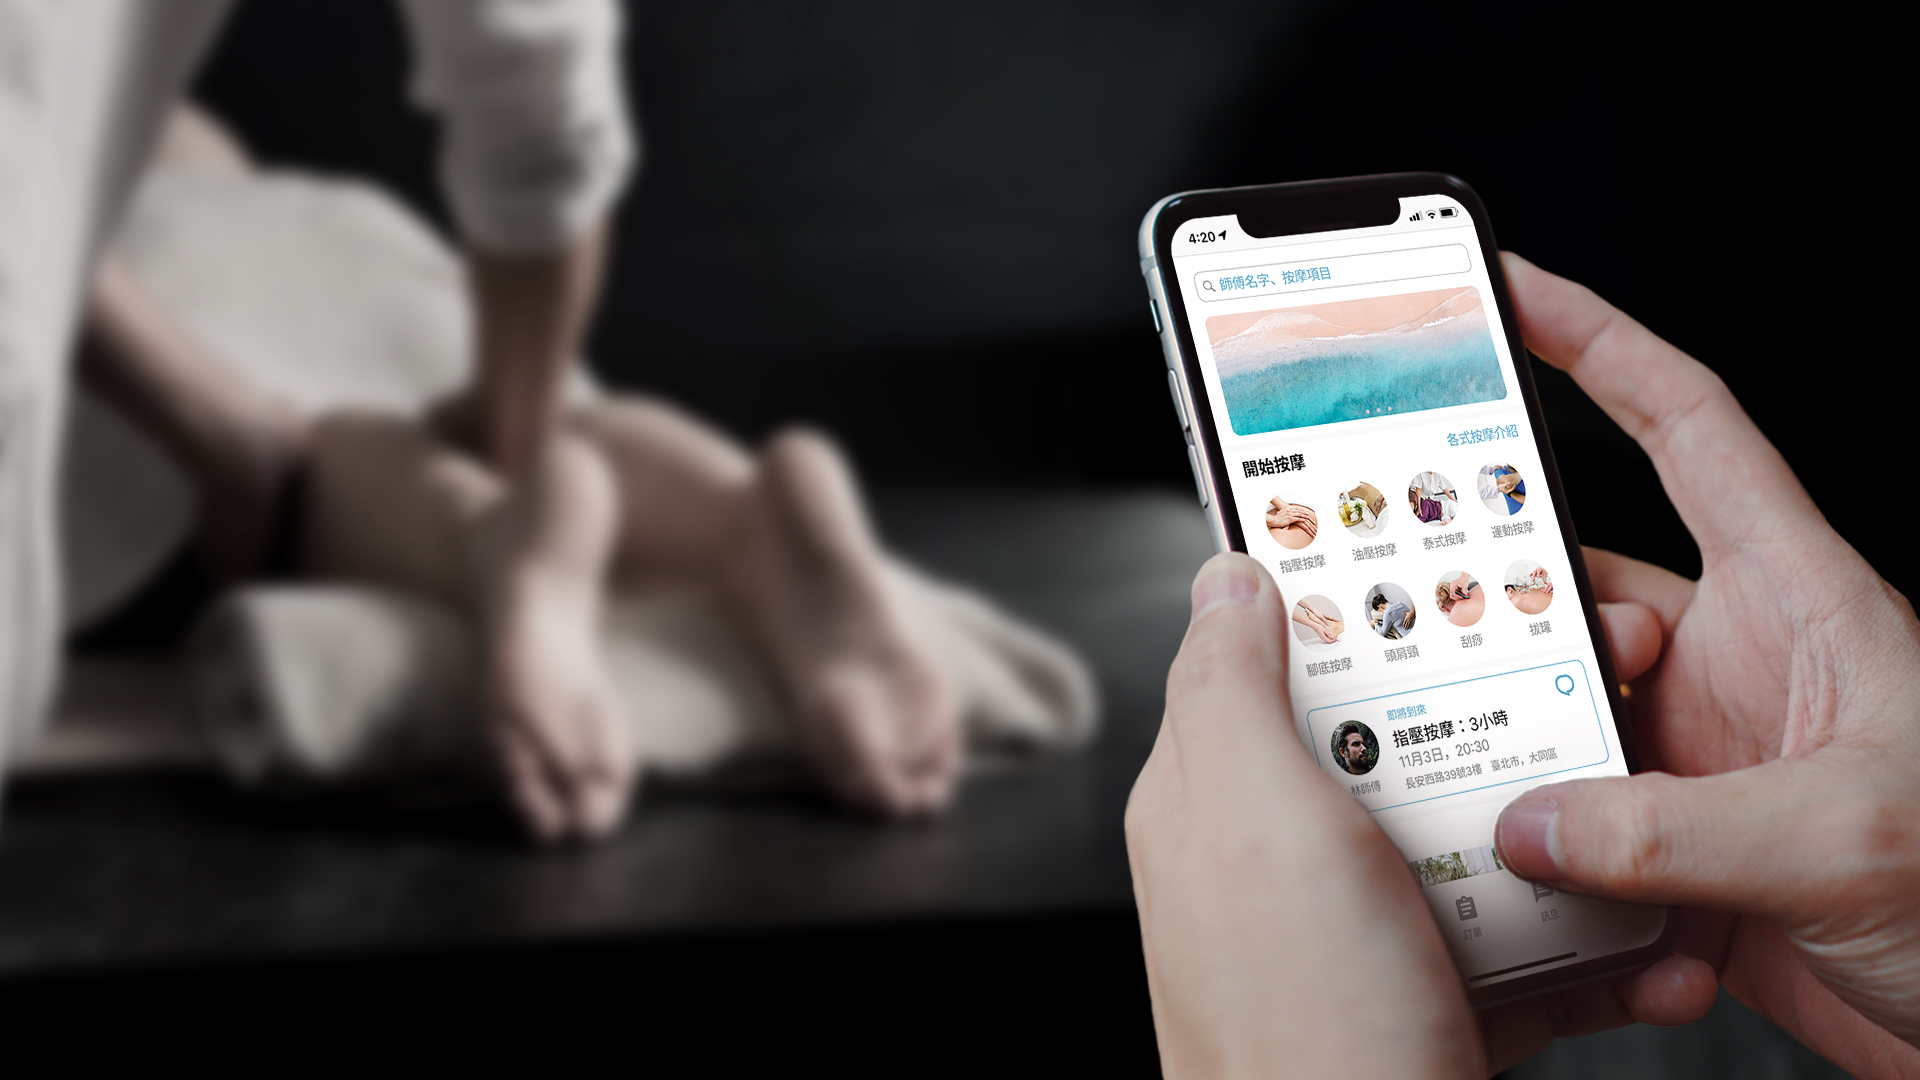 4:20
師傅名字、按摩項目
各式按摩介紹
開始按摩
指壓按摩 油壓按摩 泰式按摩 運動按摩
腳底按摩 頭肩頸 刮痧 拔罐
即將到來
指壓按摩：3小時
11月3日，20:30
長安西路39號3樓 臺北市，大同區
林師傅
訂單 訊息